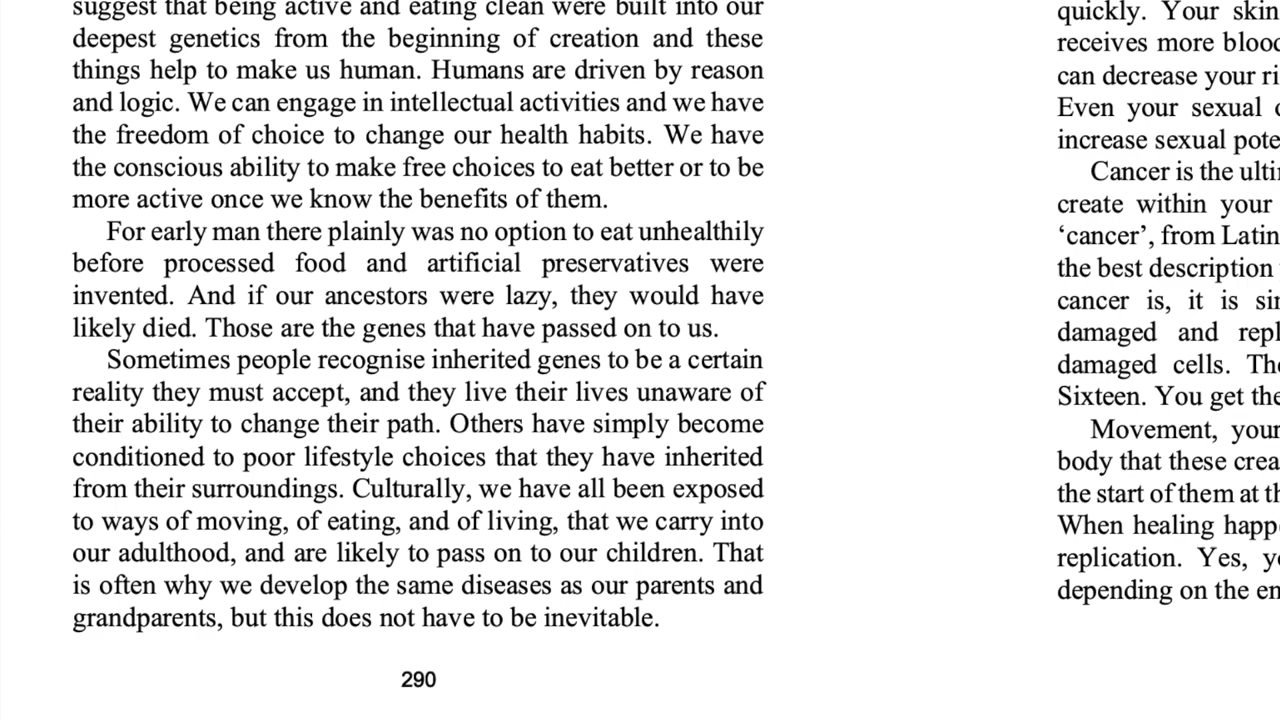 suggest that being active and eating clean were built into our
deepest genetics from the beginning of creation and these
things help to make us human. Humans are driven by reason
and logic. We can engage in intellectual activities and we have
the freedom of choice to change our health habits. We have
the conscious ability to make free choices to eat better or to be
more active once we know the benefits of them.
For early man there plainly was no option to eat unhealthily
before processed food and artificial preservatives were
invented. And if our ancestors were lazy, they would have
likely died. Those are the genes that have passed on to us.
Sometimes people recognise inherited genes to be a certain
reality they must accept, and they live their lives unaware of
their ability to change their path. Others have simply become
conditioned to poor lifestyle choices that they have inherited
from their surroundings. Culturally, we have all been exposed
to ways of moving, of eating, and of living, that we carry into
our adulthood, and are likely to pass on to our children. That
is often why we develop the same diseases as our parents and
grandparents, but this does not have to be inevitable.
290
quickly. Your skin
receives more blood
can decrease your
Even your sexual
increase sexual
Cancer is the
create within your
‘cancer’, from Latin,
the best description
cancer is, it is
damaged and
damaged cells.
Sixteen. You get the
Movement, your
body that these
the start of them at
When healing
replication. Yes,
depending on the